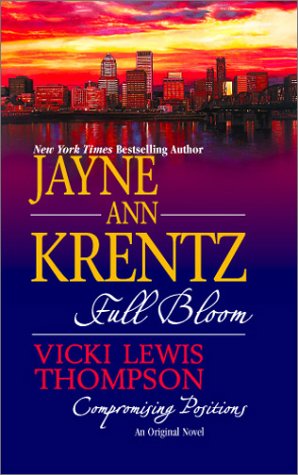 New York Times Bestselling Author
JAYNE
ANN
KRENTZ
Full Bloom
VICKI LEWIS
THOMPSON
Compromising Positions
An Original Novel